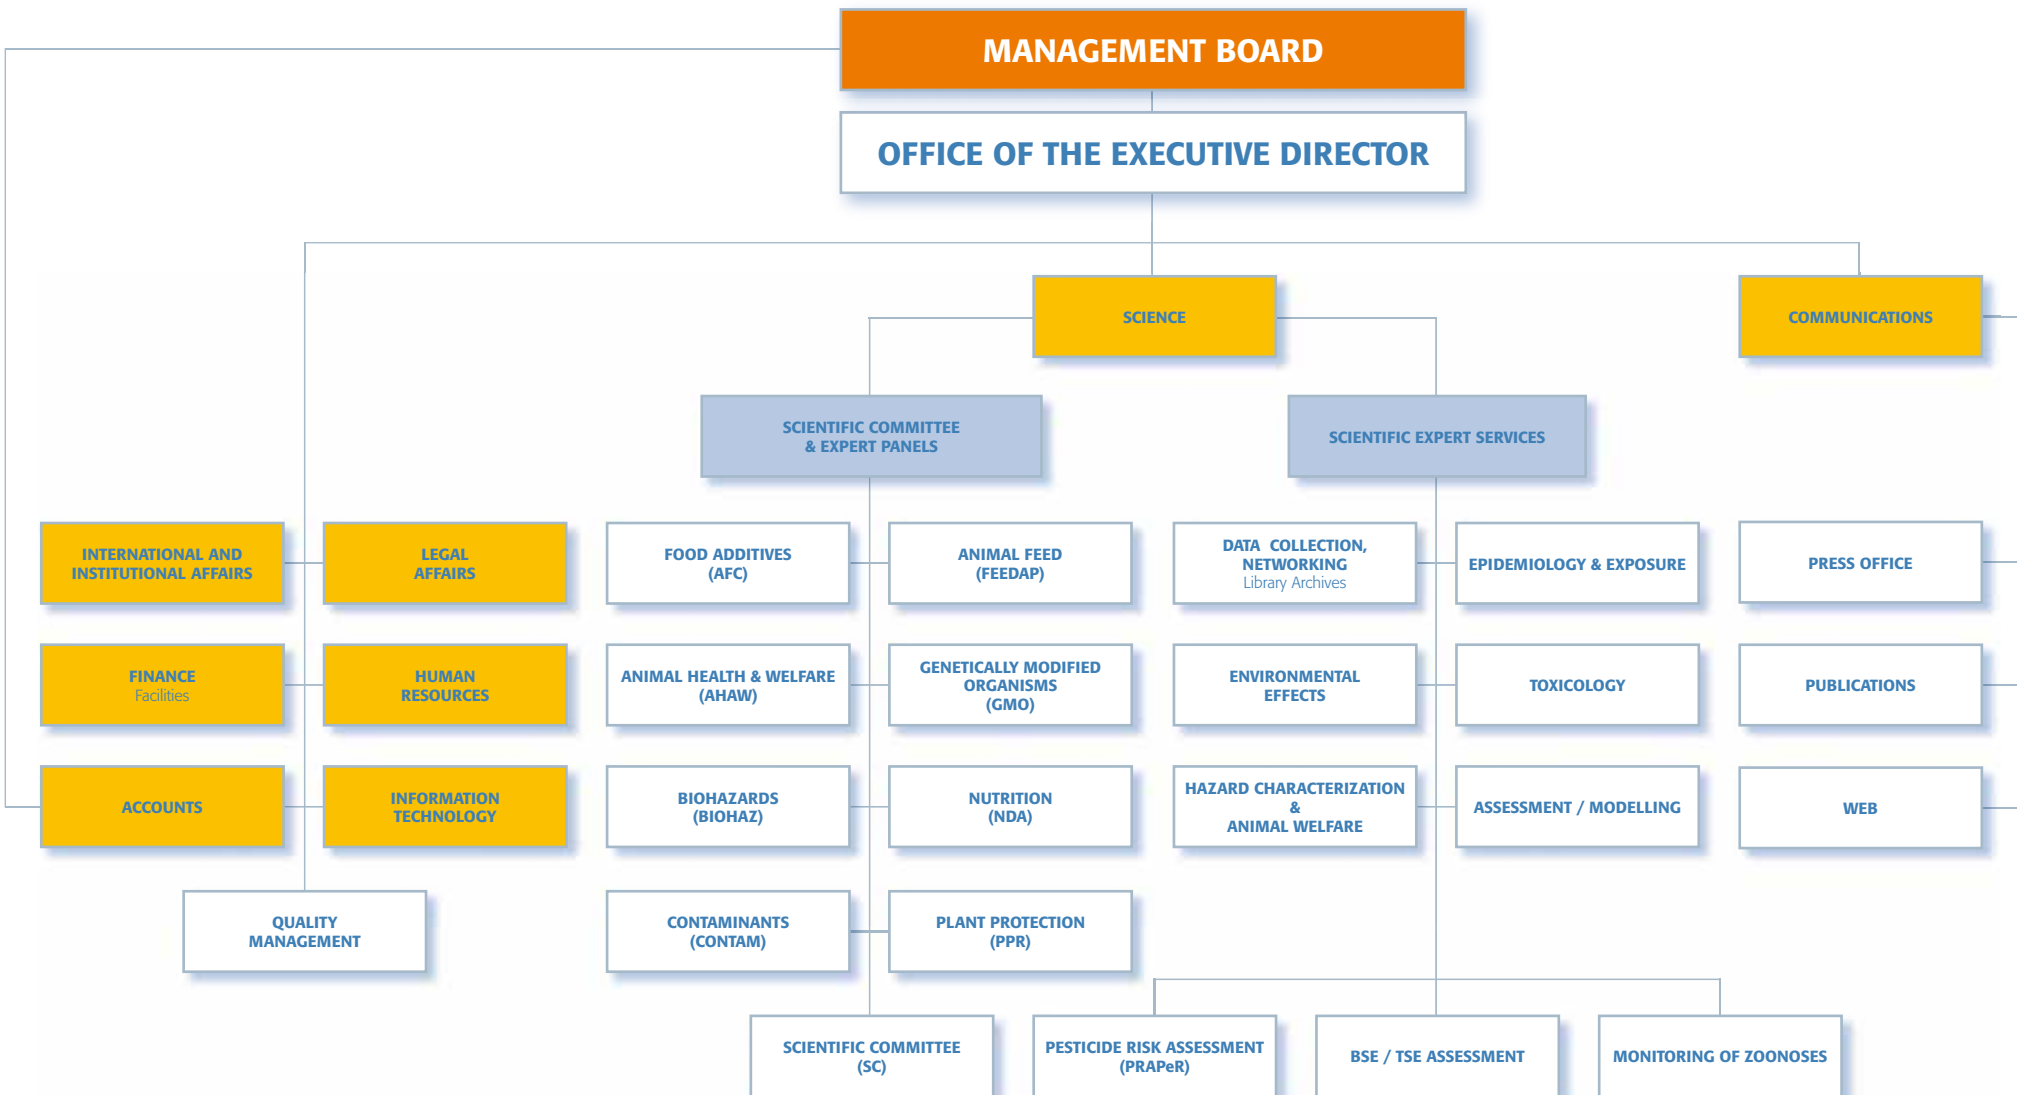 MANAGEMENT BOARD
OFFICE OF THE EXECUTIVE DIRECTOR
SCIENCE
COMMUNICATIONS
SCIENTIFIC COMMITTEE
& EXPERT PANELS
SCIENTIFIC EXPERT SERVICES
INTERNATIONAL AND
INSTITUTIONAL AFFAIRS
LEGAL
AFFAIRS
FOOD ADDITIVES
(AFC)
ANIMAL FEED
(FEEDAP)
DATA COLLECTION,
NETWORKING
Library Archives
EPIDEMIOLOGY & EXPOSURE
PRESS OFFICE
FINANCE
Facilities
HUMAN
RESOURCES
ANIMAL HEALTH & WELFARE
(AHAW)
GENETICALLY MODIFIED
ORGANISMS
(GMO)
ENVIRONMENTAL
EFFECTS
TOXICOLOGY
PUBLICATIONS
ACCOUNTS
INFORMATION
TECHNOLOGY
BIOHAZARDS
(BIOHAZ)
NUTRITION
(NDA)
HAZARD CHARACTERIZATION
&
ANIMAL WELFARE
ASSESSMENT / MODELLING
WEB
QUALITY
MANAGEMENT
CONTAMINANTS
(CONTAM)
PLANT PROTECTION
(PPR)
SCIENTIFIC COMMITTEE
(SC)
PESTICIDE RISK ASSESSMENT
(PRAPeR)
BSE / TSE ASSESSMENT
MONITORING OF ZOONOSES